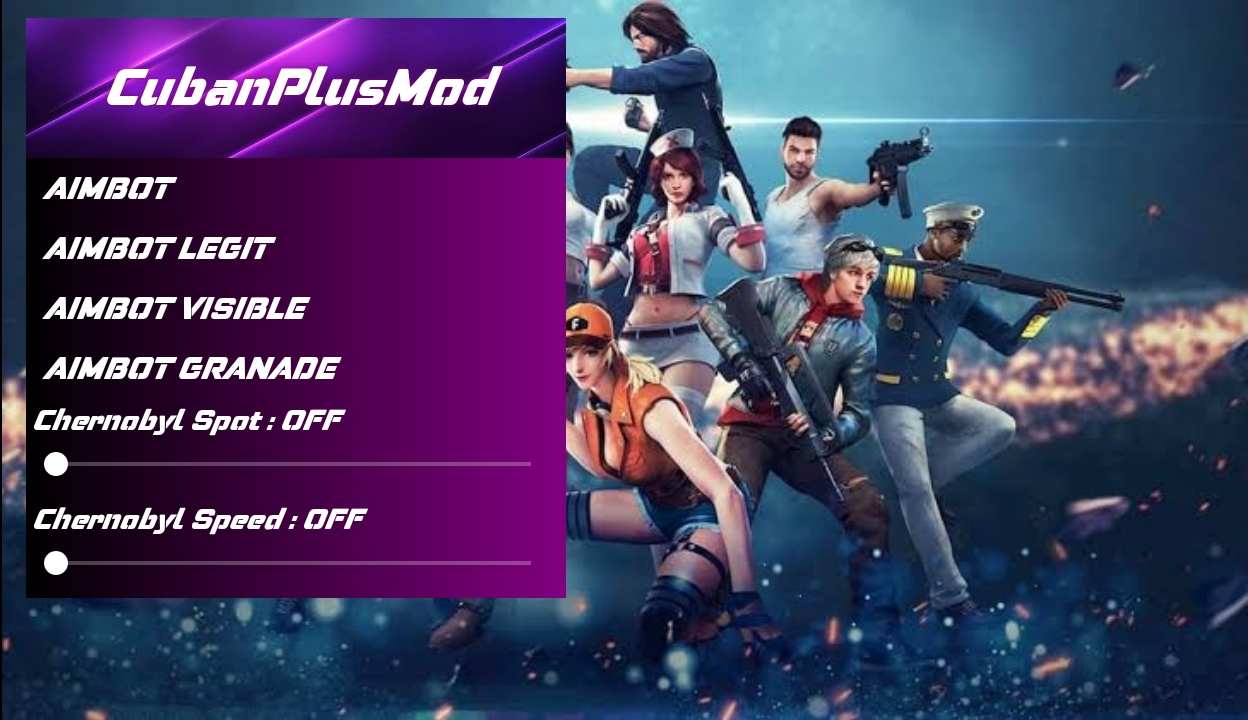 CubanPlusMod
AIMBOT
AIMBOT LEGIT
AIMBOT VISIBLE
AIMBOT GRANADE
Chernobyl Spot : OFF
Chernobyl Speed : OFF
F